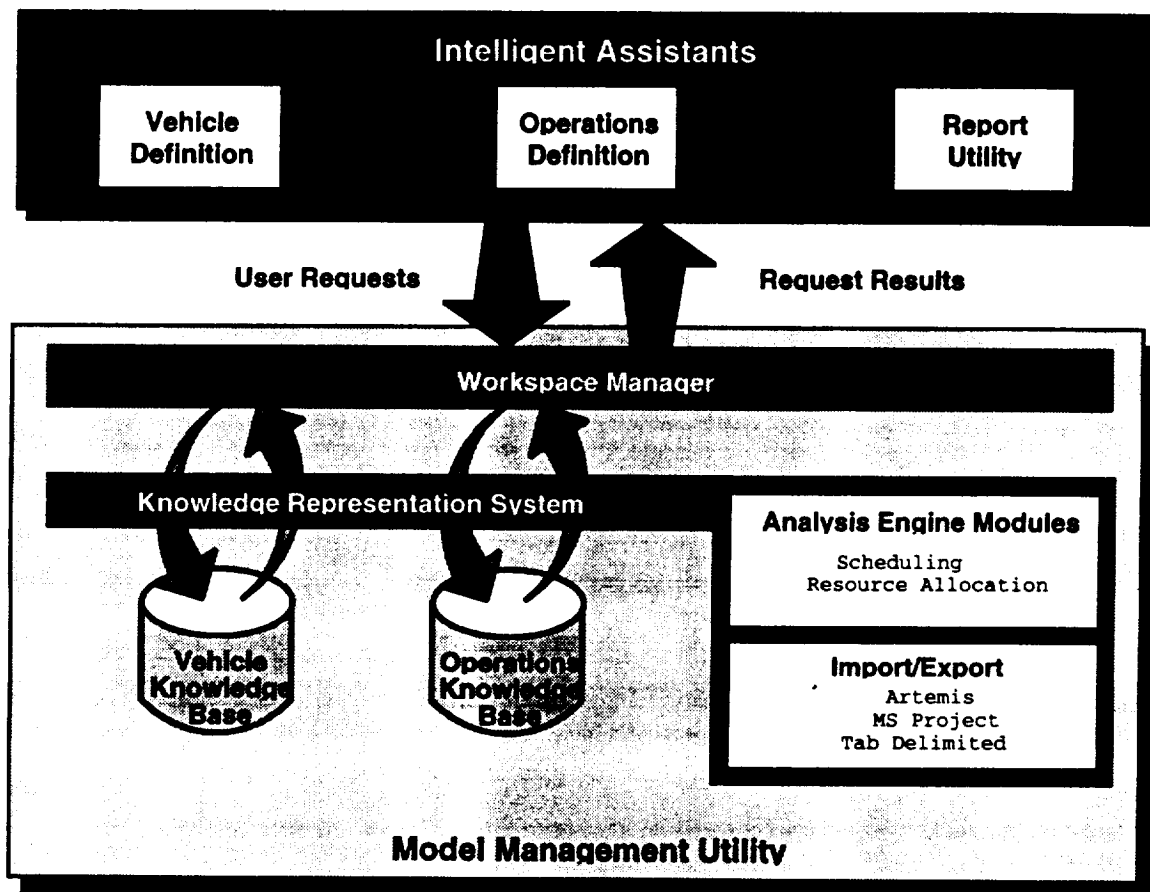 Intelligent Assistants
Vehicle
Definition
Operations
Definition
Report
Utility
User Requests
Request Results
Workspace Manager
Knowledge Representation System
Analysis Engine Modules
Scheduling
Resource Allocation
Import/Export
Artemis
MS Project
Tab Delimited
Vehicle
Knowledge
Base
Operations
Knowledge
Base
Model Management Utility